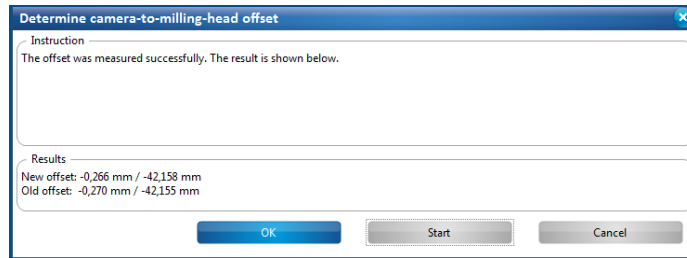 Determine camera-to-milling-head offset
Instruction
The offset was measured successfully. The result is shown below.
Results
New offset: -0,266 mm / -42,158 mm
Old offset: -0,270 mm / -42,155 mm
OK
Start
Cancel